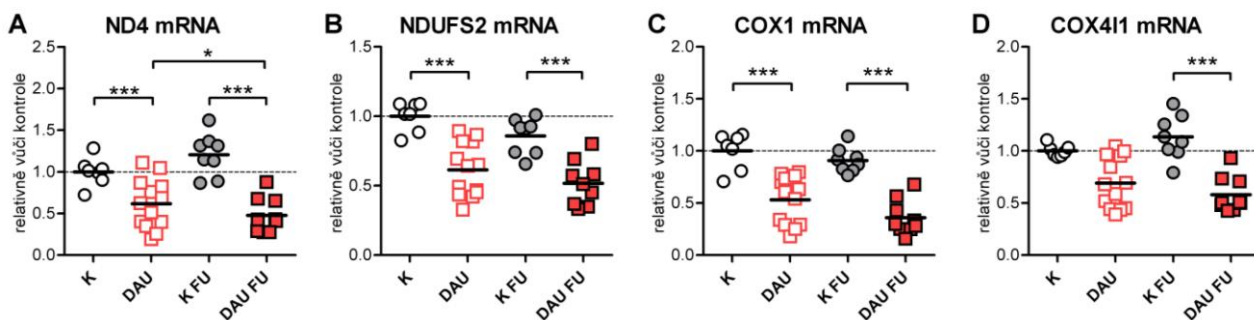 A
ND4 mRNA
relativně vůči kontrole
2.5
2.0
1.5
1.0
0.5
0.0
***
*
***
K
DAU
K FU
DAU FU
B
NDUFS2 mRNA
relativně vůči kontrole
1.5
1.0
0.5
0.0
***
***
K
DAU
K FU
DAU FU
C
COX1 mRNA
relativně vůči kontrole
2.0
1.5
1.0
0.5
0.0
***
***
K
DAU
K FU
DAU FU
D
COX4I1 mRNA
relativně vůči kontrole
2.0
1.5
1.0
0.5
0.0
***
K
DAU
K FU
DAU FU